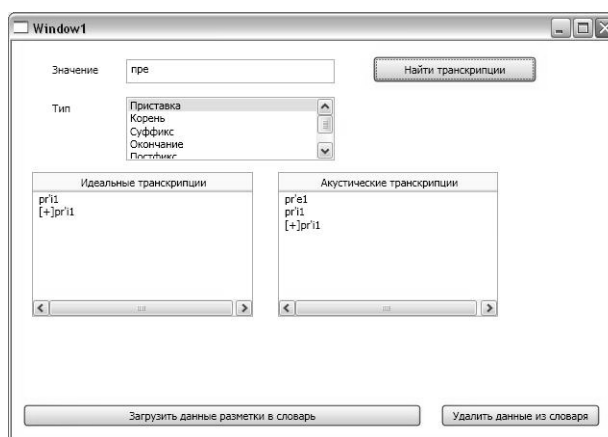 Window1
Значение
пре
Найти транскрипции
Тип
Приставка
Корень
Суффикс
Окончание
Постфикс
Идеальные транскрипции
pr'i1
[+]pr'i1
Акустические транскрипции
pr'e1
pr'i1
[+]pr'i1
Загрузить данные разметки в словарь
Удалить данные из словаря